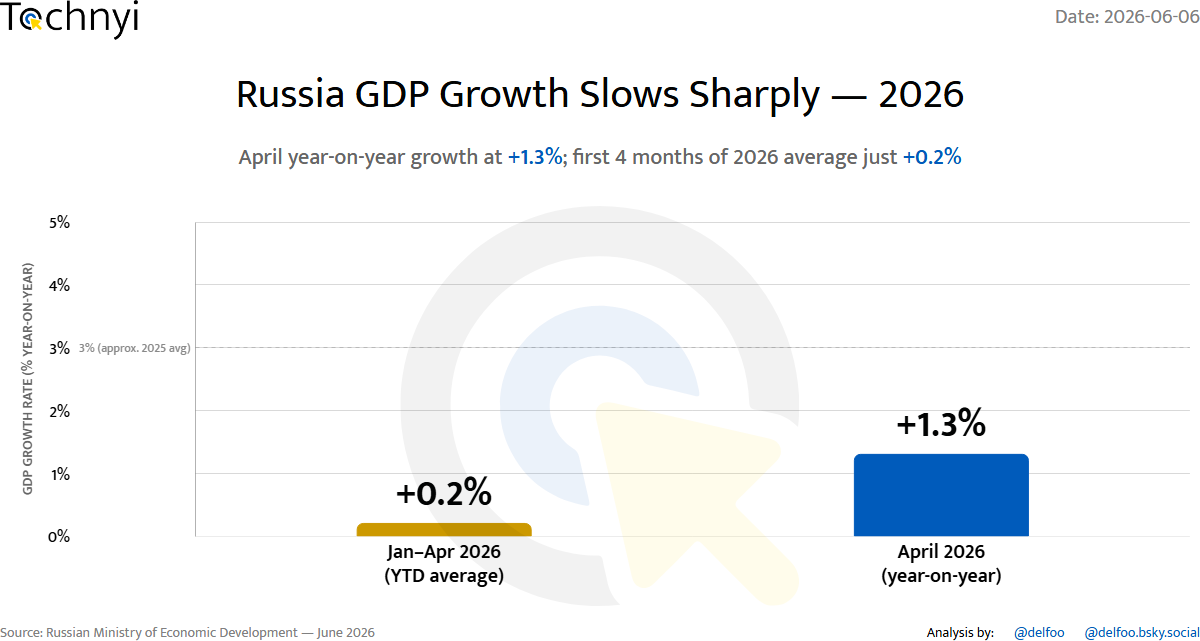 Technyi
Date: 2026-06-06
Russia GDP Growth Slows Sharply — 2026
April year-on-year growth at +1.3%; first 4 months of 2026 average just +0.2%
GDP GROWTH RATE (% YEAR-ON-YEAR)
5%
4%
3% 3% (approx. 2025 avg)
2%
1%
0%
+0.2%
+1.3%
Jan–Apr 2026
(YTD average)
April 2026
(year-on-year)
Source: Russian Ministry of Economic Development — June 2026
Analysis by: @delfoo @delfoo.bsky.social